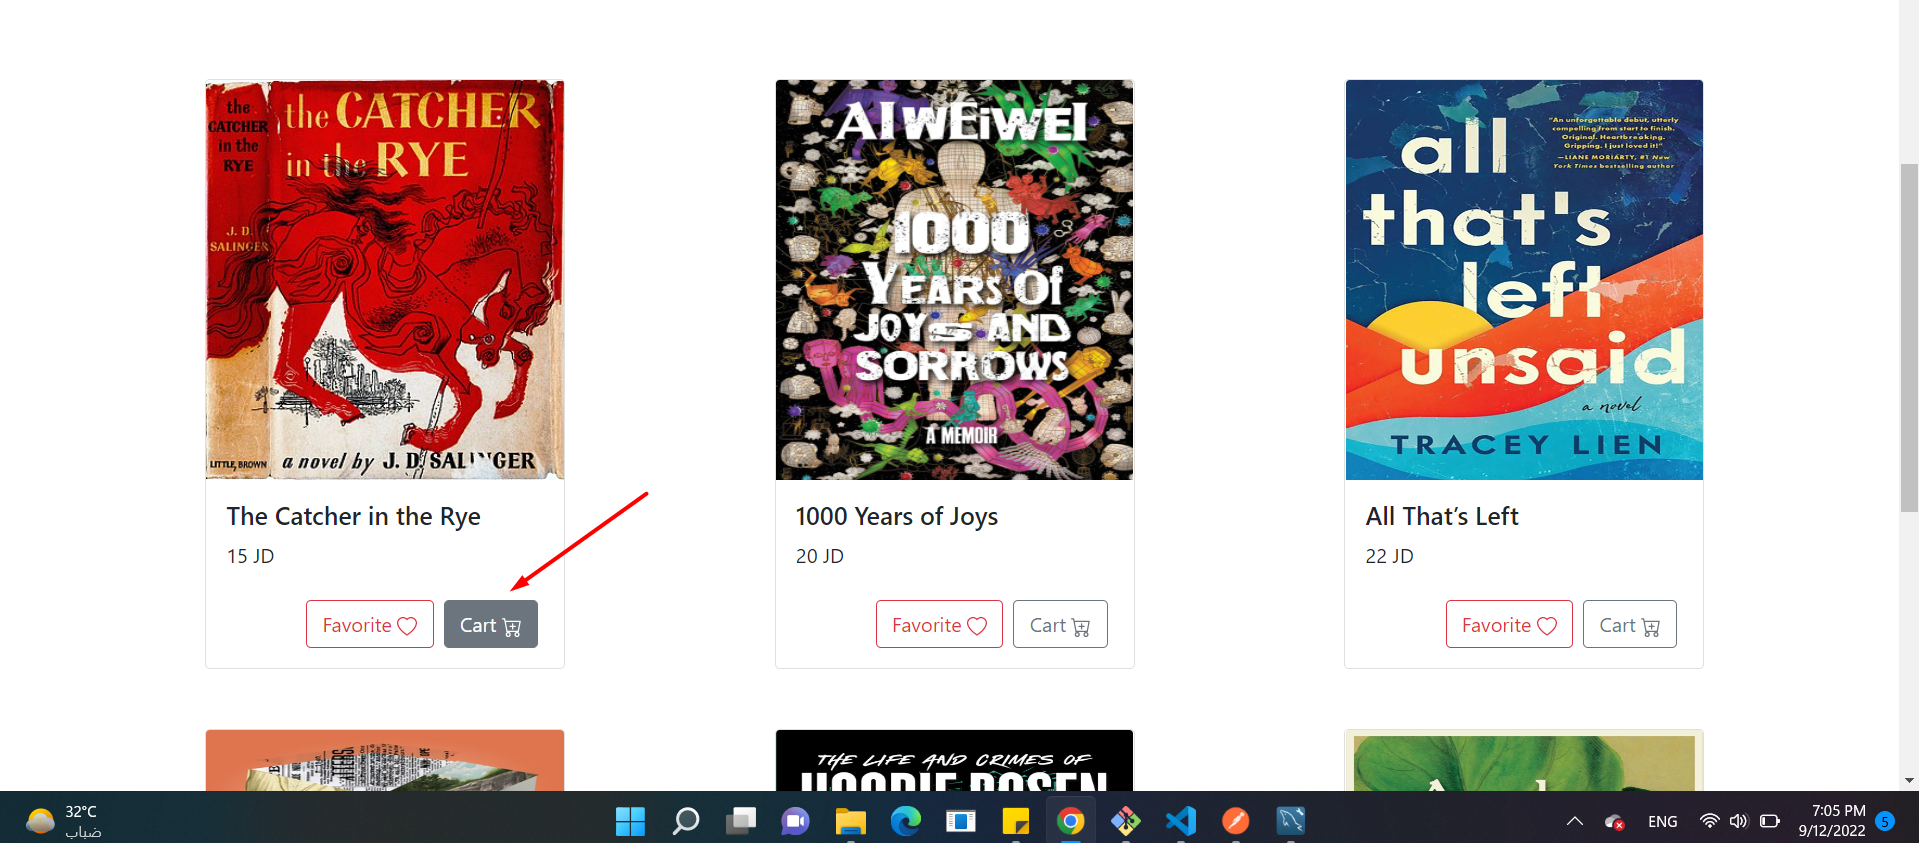 the
CATCHER
in the
RYE
J. D.
SALINGER
LITTLE, BROWN
the CATCHER
in the RYE
a novel by J. D. SALINGER
The Catcher in the Rye
15 JD
Favorite
Cart
AI WEIWEI
1000
YEARS OF
JOYS AND
SORROWS
A MEMOIR
1000 Years of Joys
20 JD
Favorite
Cart
"An unforgettable debut, utterly
compelling from start to finish.
Original. Heartbreaking.
Gripping. I just loved it!"
—LIANE MORIARTY, #1 New
York Times bestselling author
all
that's
left
unsaid
a novel
TRACEY LIEN
All That’s Left
22 JD
Favorite
Cart
THE LIFE AND CRIMES OF
HOODIE ROSEN
32°C
ضباب
ENG
7:05 PM
9/12/2022
5